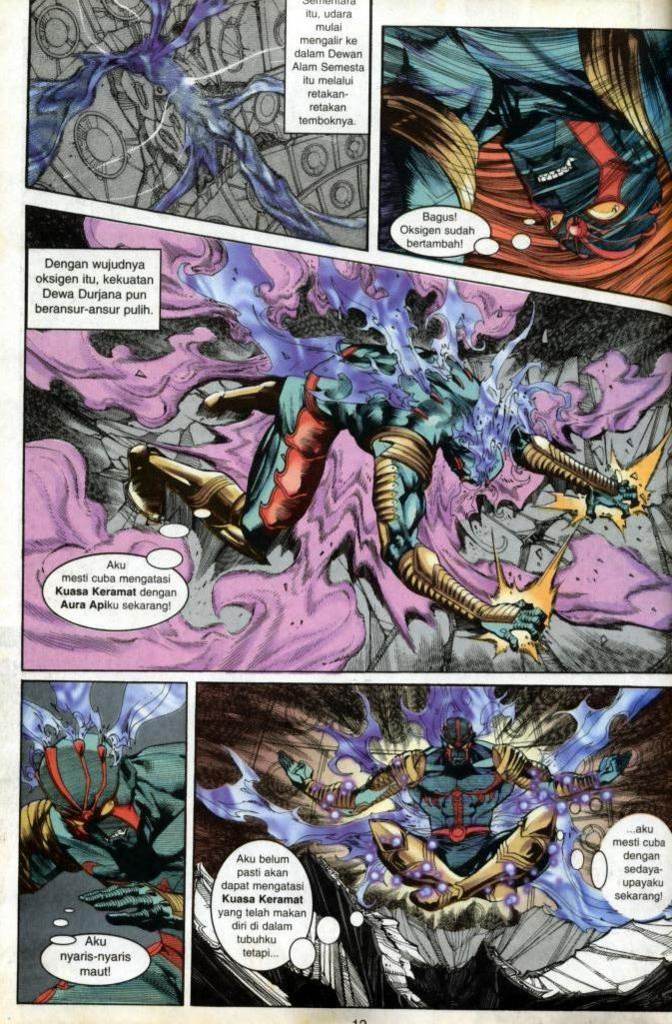 Sementara
itu, udara
mulai
mengalir ke
dalam Dewan
Alam Semesta
itu melalui
retakan-
retakan
temboknya.
Bagus!
Oksigen sudah
bertambah!
Dengan wujudnya
oksigen itu, kekuatan
Dewa Durjana pun
beransur-ansur pulih.
Aku
mesti cuba mengatasi
Kuasa Keramat dengan
Aura Apiku sekarang!
Aku
nyaris-nyaris
maut!
Aku belum
pasti akan
dapat mengatasi
Kuasa Keramat
yang telah makan
diri di dalam
tubuhku
tetapi...
...aku
mesti cuba
dengan
sedaya-
upayaku
sekarang!